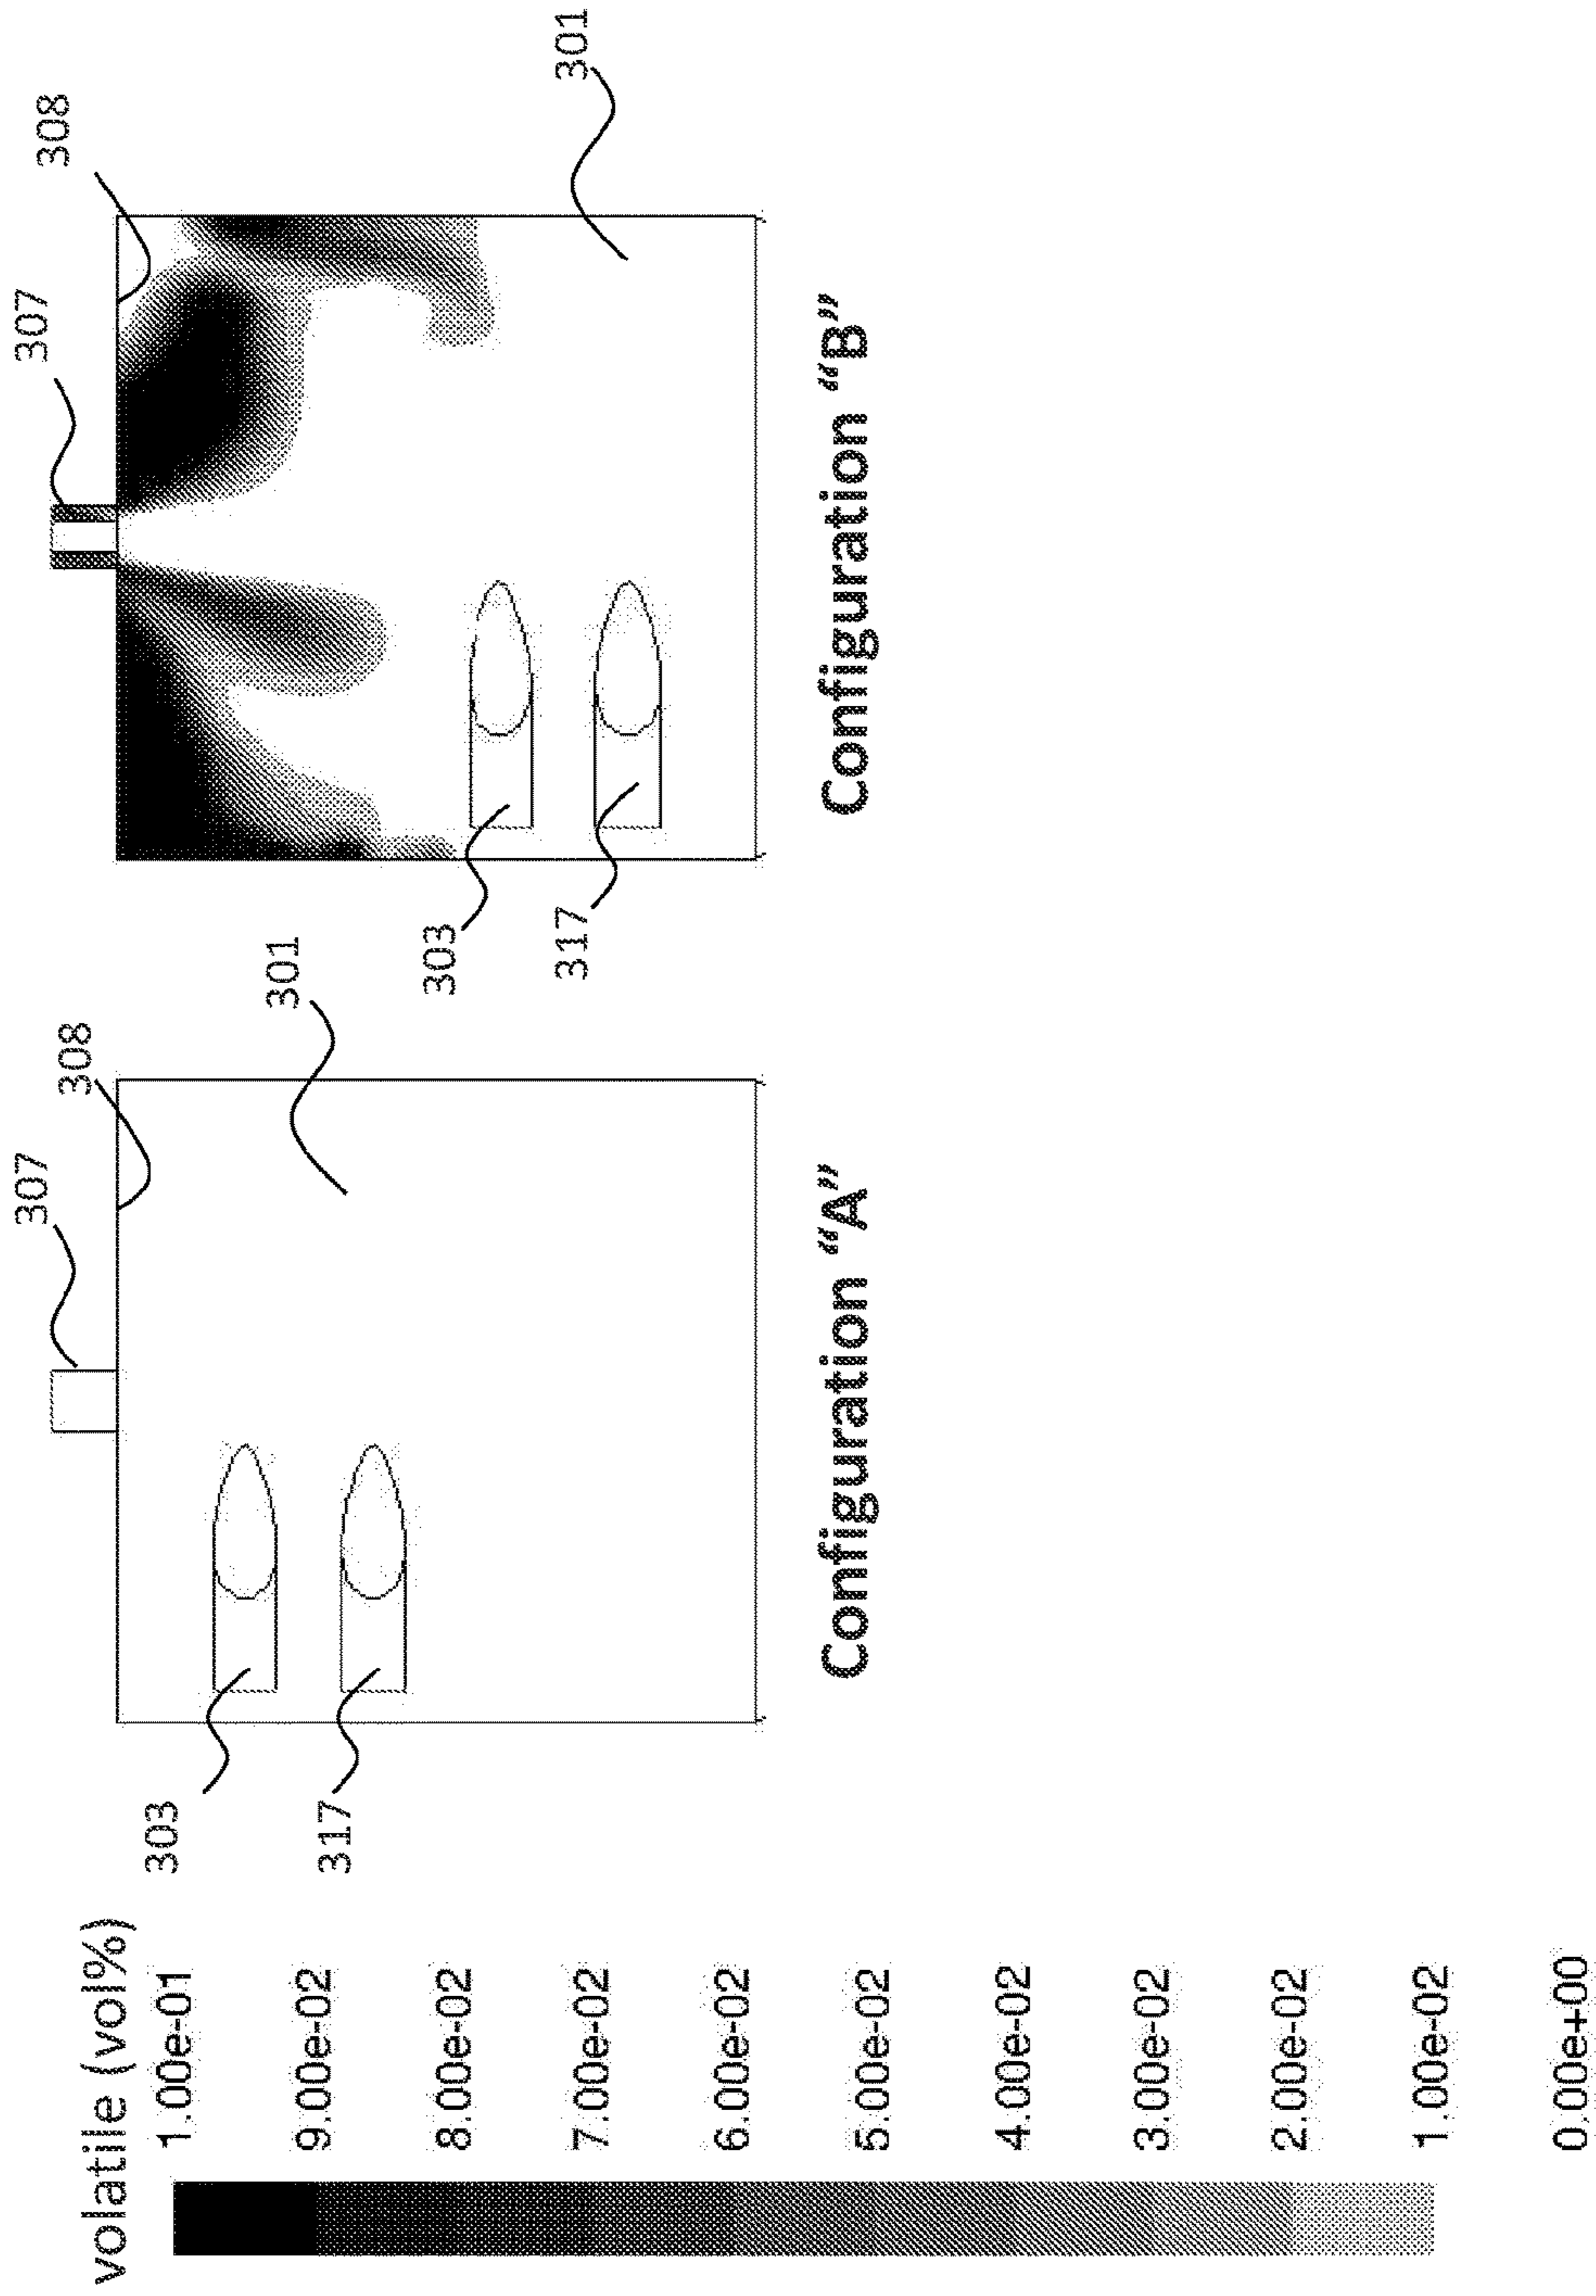 volatile (vol%)
1.00e-01
9.00e-02
8.00e-02
7.00e-02
6.00e-02
5.00e-02
4.00e-02
3.00e-02
2.00e-02
1.00e-02
0.00e+00
307
308
301
303
317
Configuration “A”
307
308
301
303
317
Configuration “B”